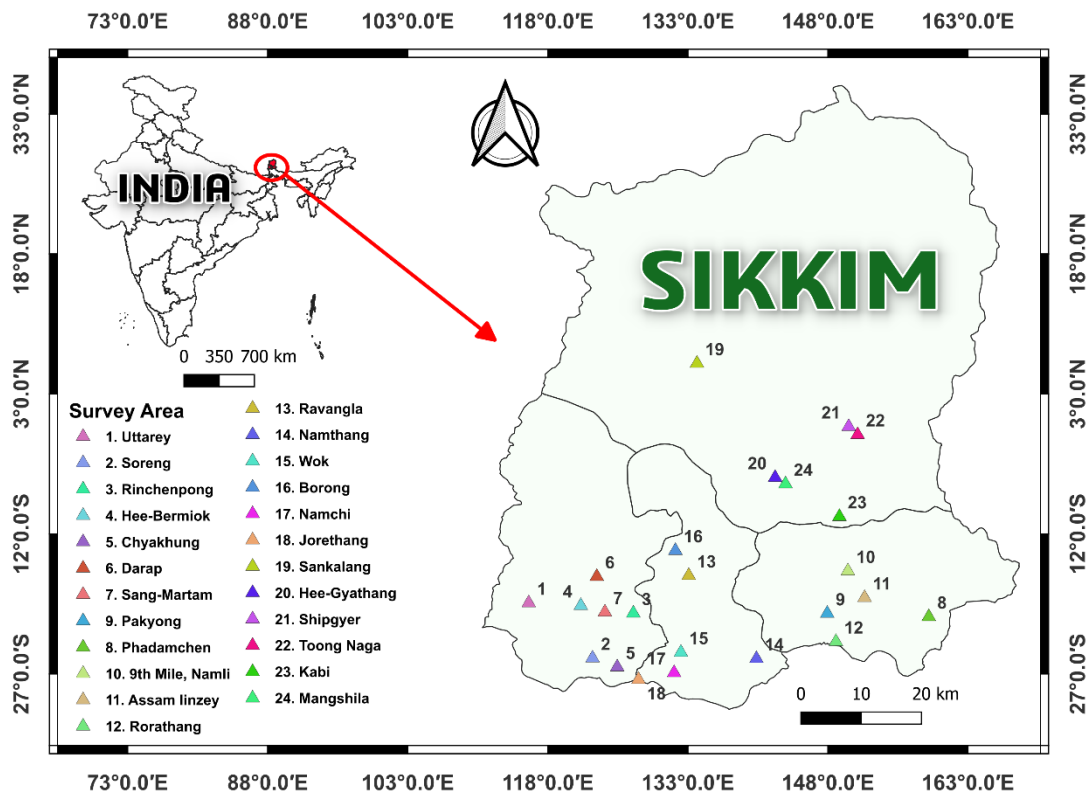 73°0.0'E 88°0.0'E 103°0.0'E 118°0.0'E 133°0.0'E 148°0.0'E 163°0.0'E
33°0.0'N
18°0.0'N
3°0.0'N
12°0.0'S
27°0.0'S
INDIA
0 350 700 km
Survey Area
1. Uttarey
2. Soreng
3. Rinchenpong
4. Hee-Bermiok
5. Chyakhung
6. Darap
7. Sang-Martam
9. Pakyong
8. Phadamchen
10. 9th Mile, Namli
11. Assam linzey
12. Rorathang
13. Ravangla
14. Namthang
15. Wok
16. Borong
17. Namchi
18. Jorethang
19. Sankalang
20. Hee-Gyathang
21. Shipgyer
22. Toong Naga
23. Kabi
24. Mangshila
SIKKIM
19
21 22
20 24
23
16
13
10
6
11
1 4 7 3
9 8
12
15
2 5 17 14
18
0 10 20 km
33°0.0'N
18°0.0'N
3°0.0'N
12°0.0'S
27°0.0'S
73°0.0'E 88°0.0'E 103°0.0'E 118°0.0'E 133°0.0'E 148°0.0'E 163°0.0'E